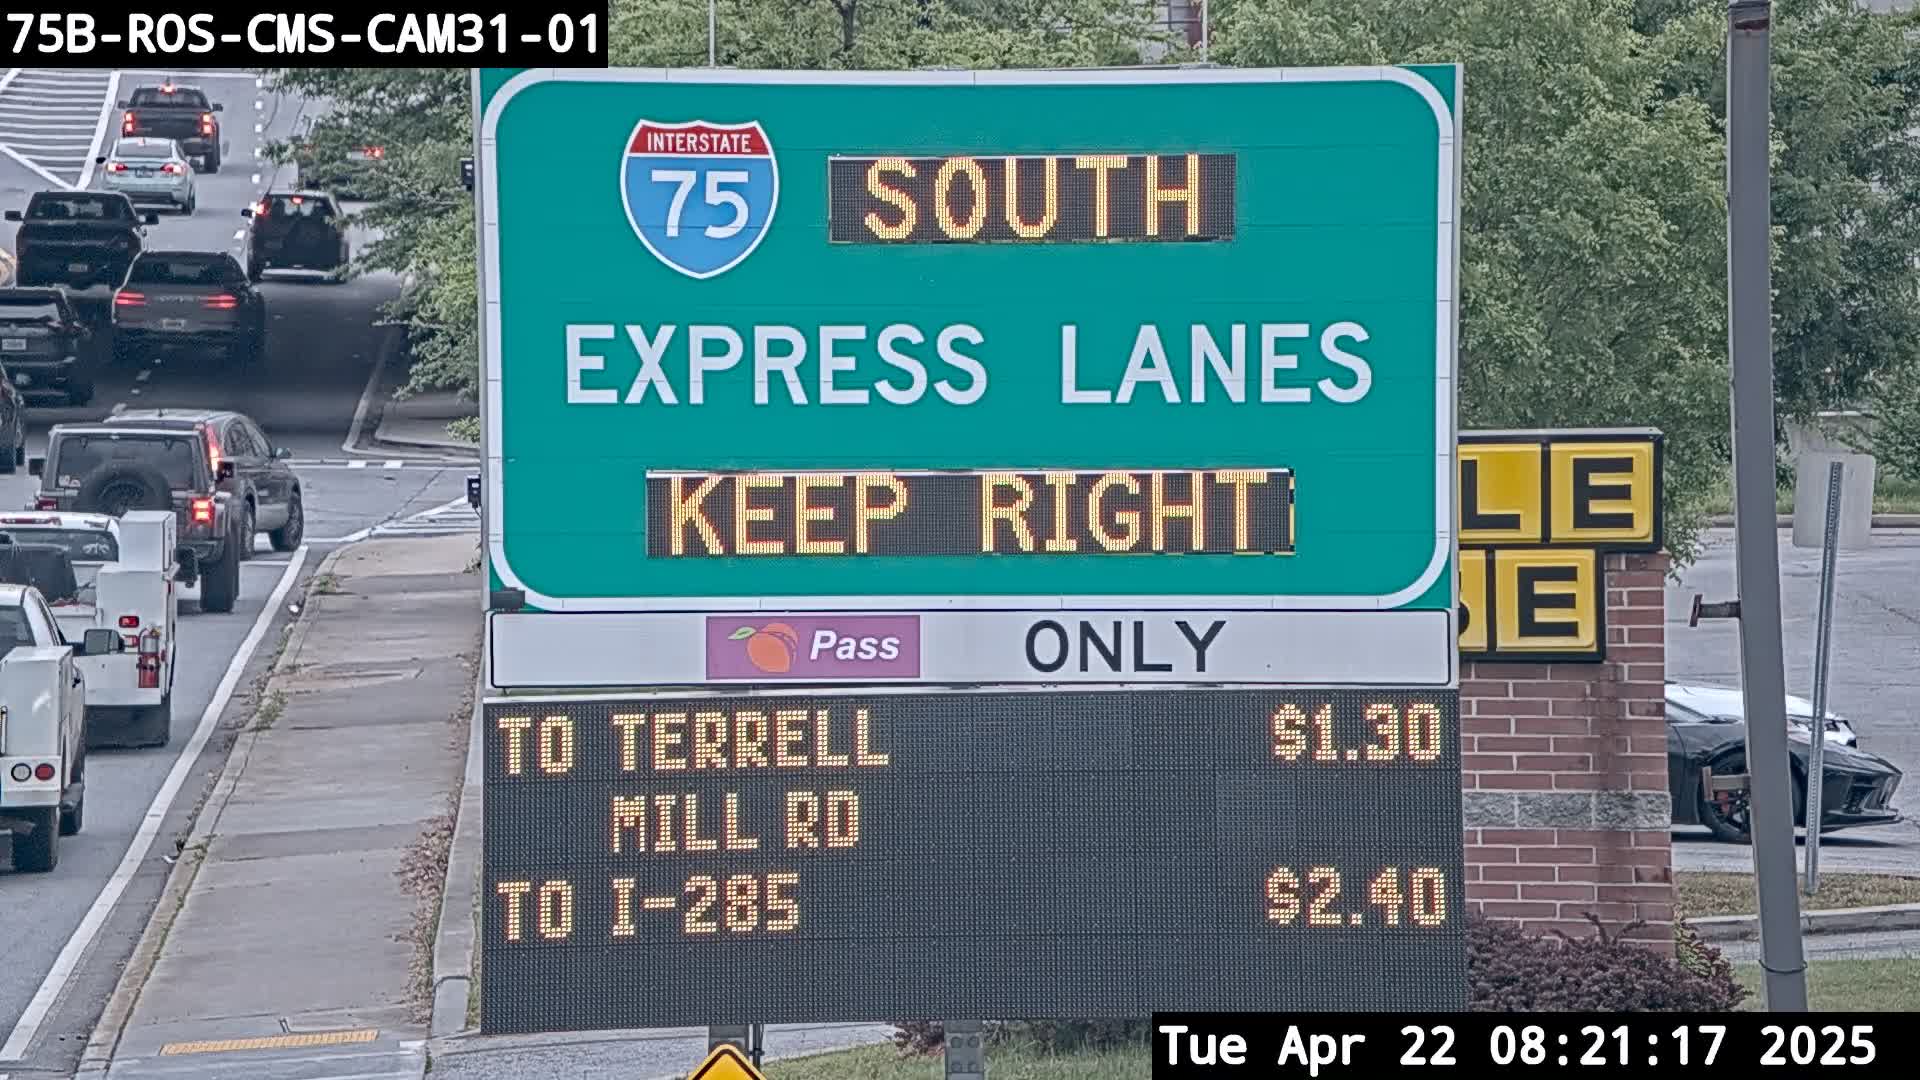 75B-ROS-CMS-CAM31-01
INTERSTATE
75
SOUTH
EXPRESS LANES
KEEP RIGHT
Pass ONLY
TO TERRELL $1.30
MILL RD
TO I-285 $2.40
LE
E
Tue Apr 22 08:21:17 2025